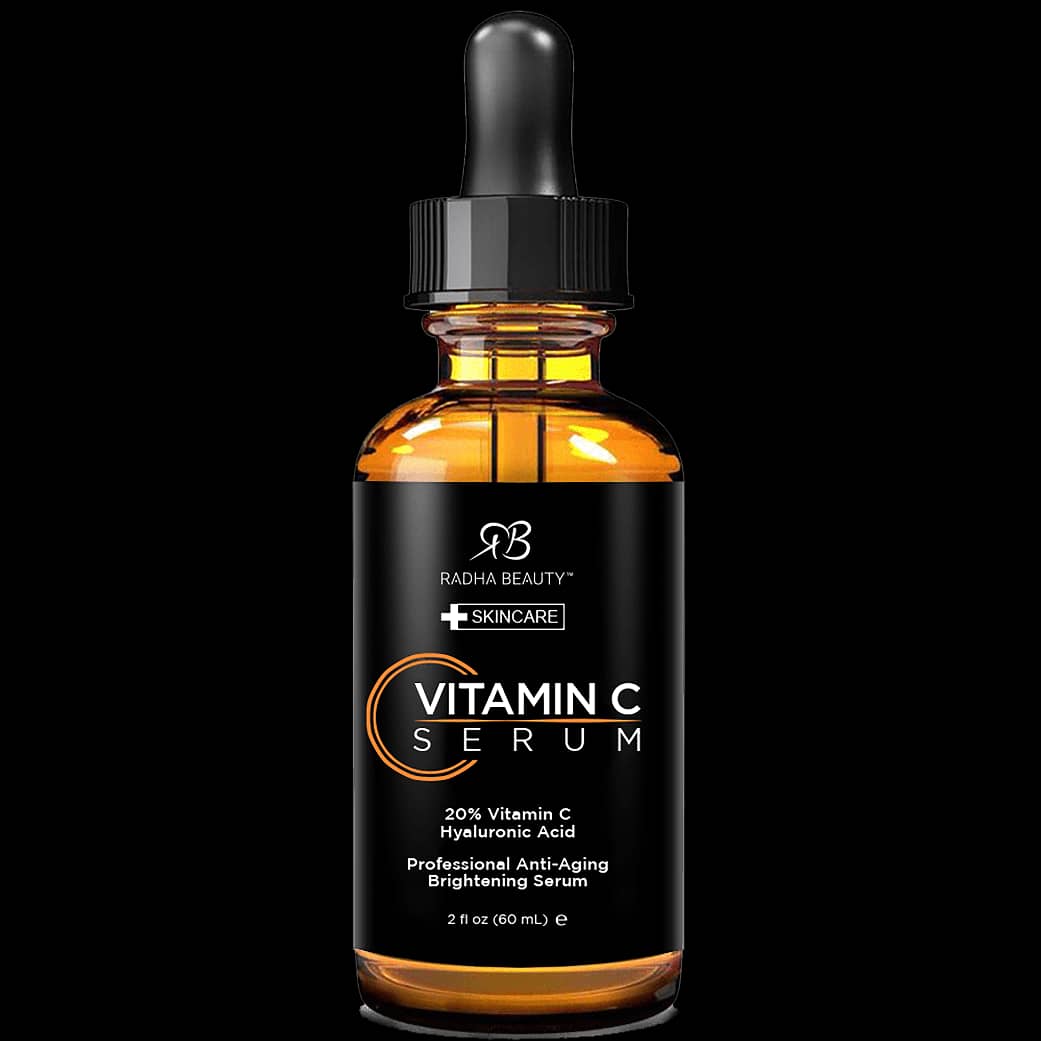 RB
RADHA BEAUTY™
SKINCARE
VITAMIN C
SERUM
20% Vitamin C
Hyaluronic Acid
Professional Anti-Aging
Brightening Serum
2 fl oz (60 mL) e